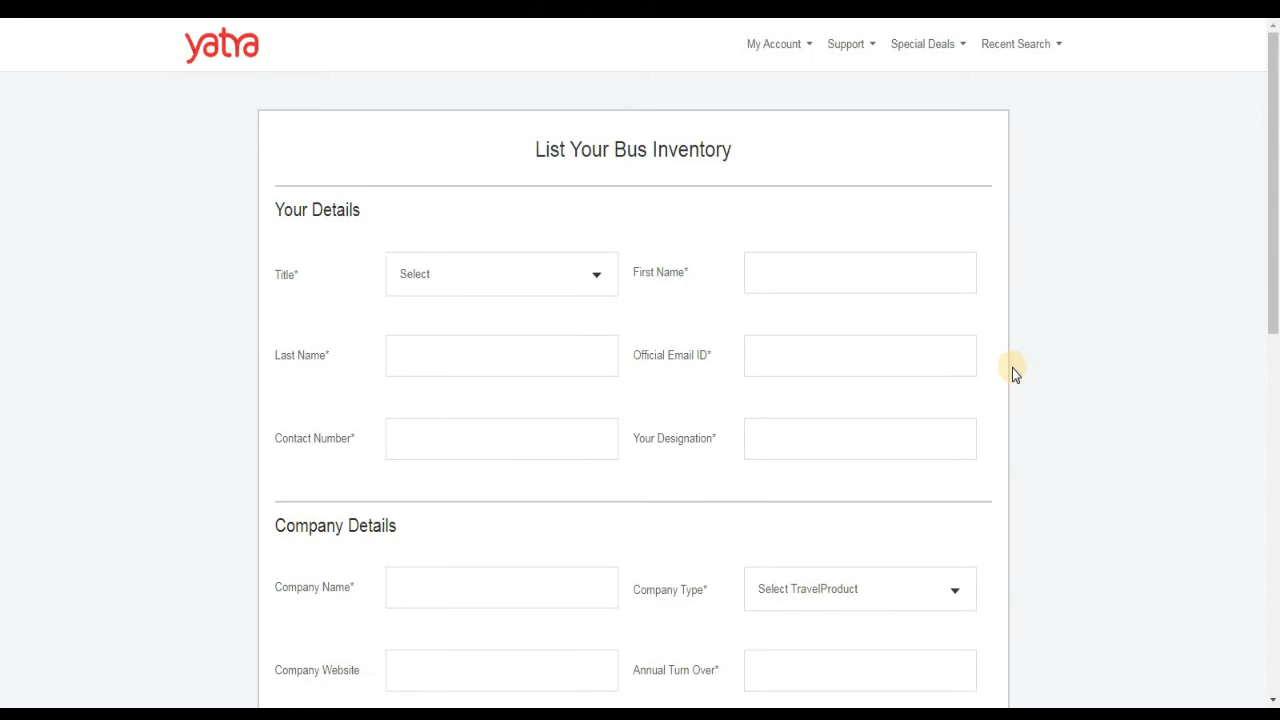 yatra
My Account Support Special Deals Recent Search
List Your Bus Inventory
Your Details
Title* Select First Name*
Last Name* Official Email ID*
Contact Number* Your Designation*
Company Details
Company Name* Company Type* Select TravelProduct
Company Website Annual Turn Over*